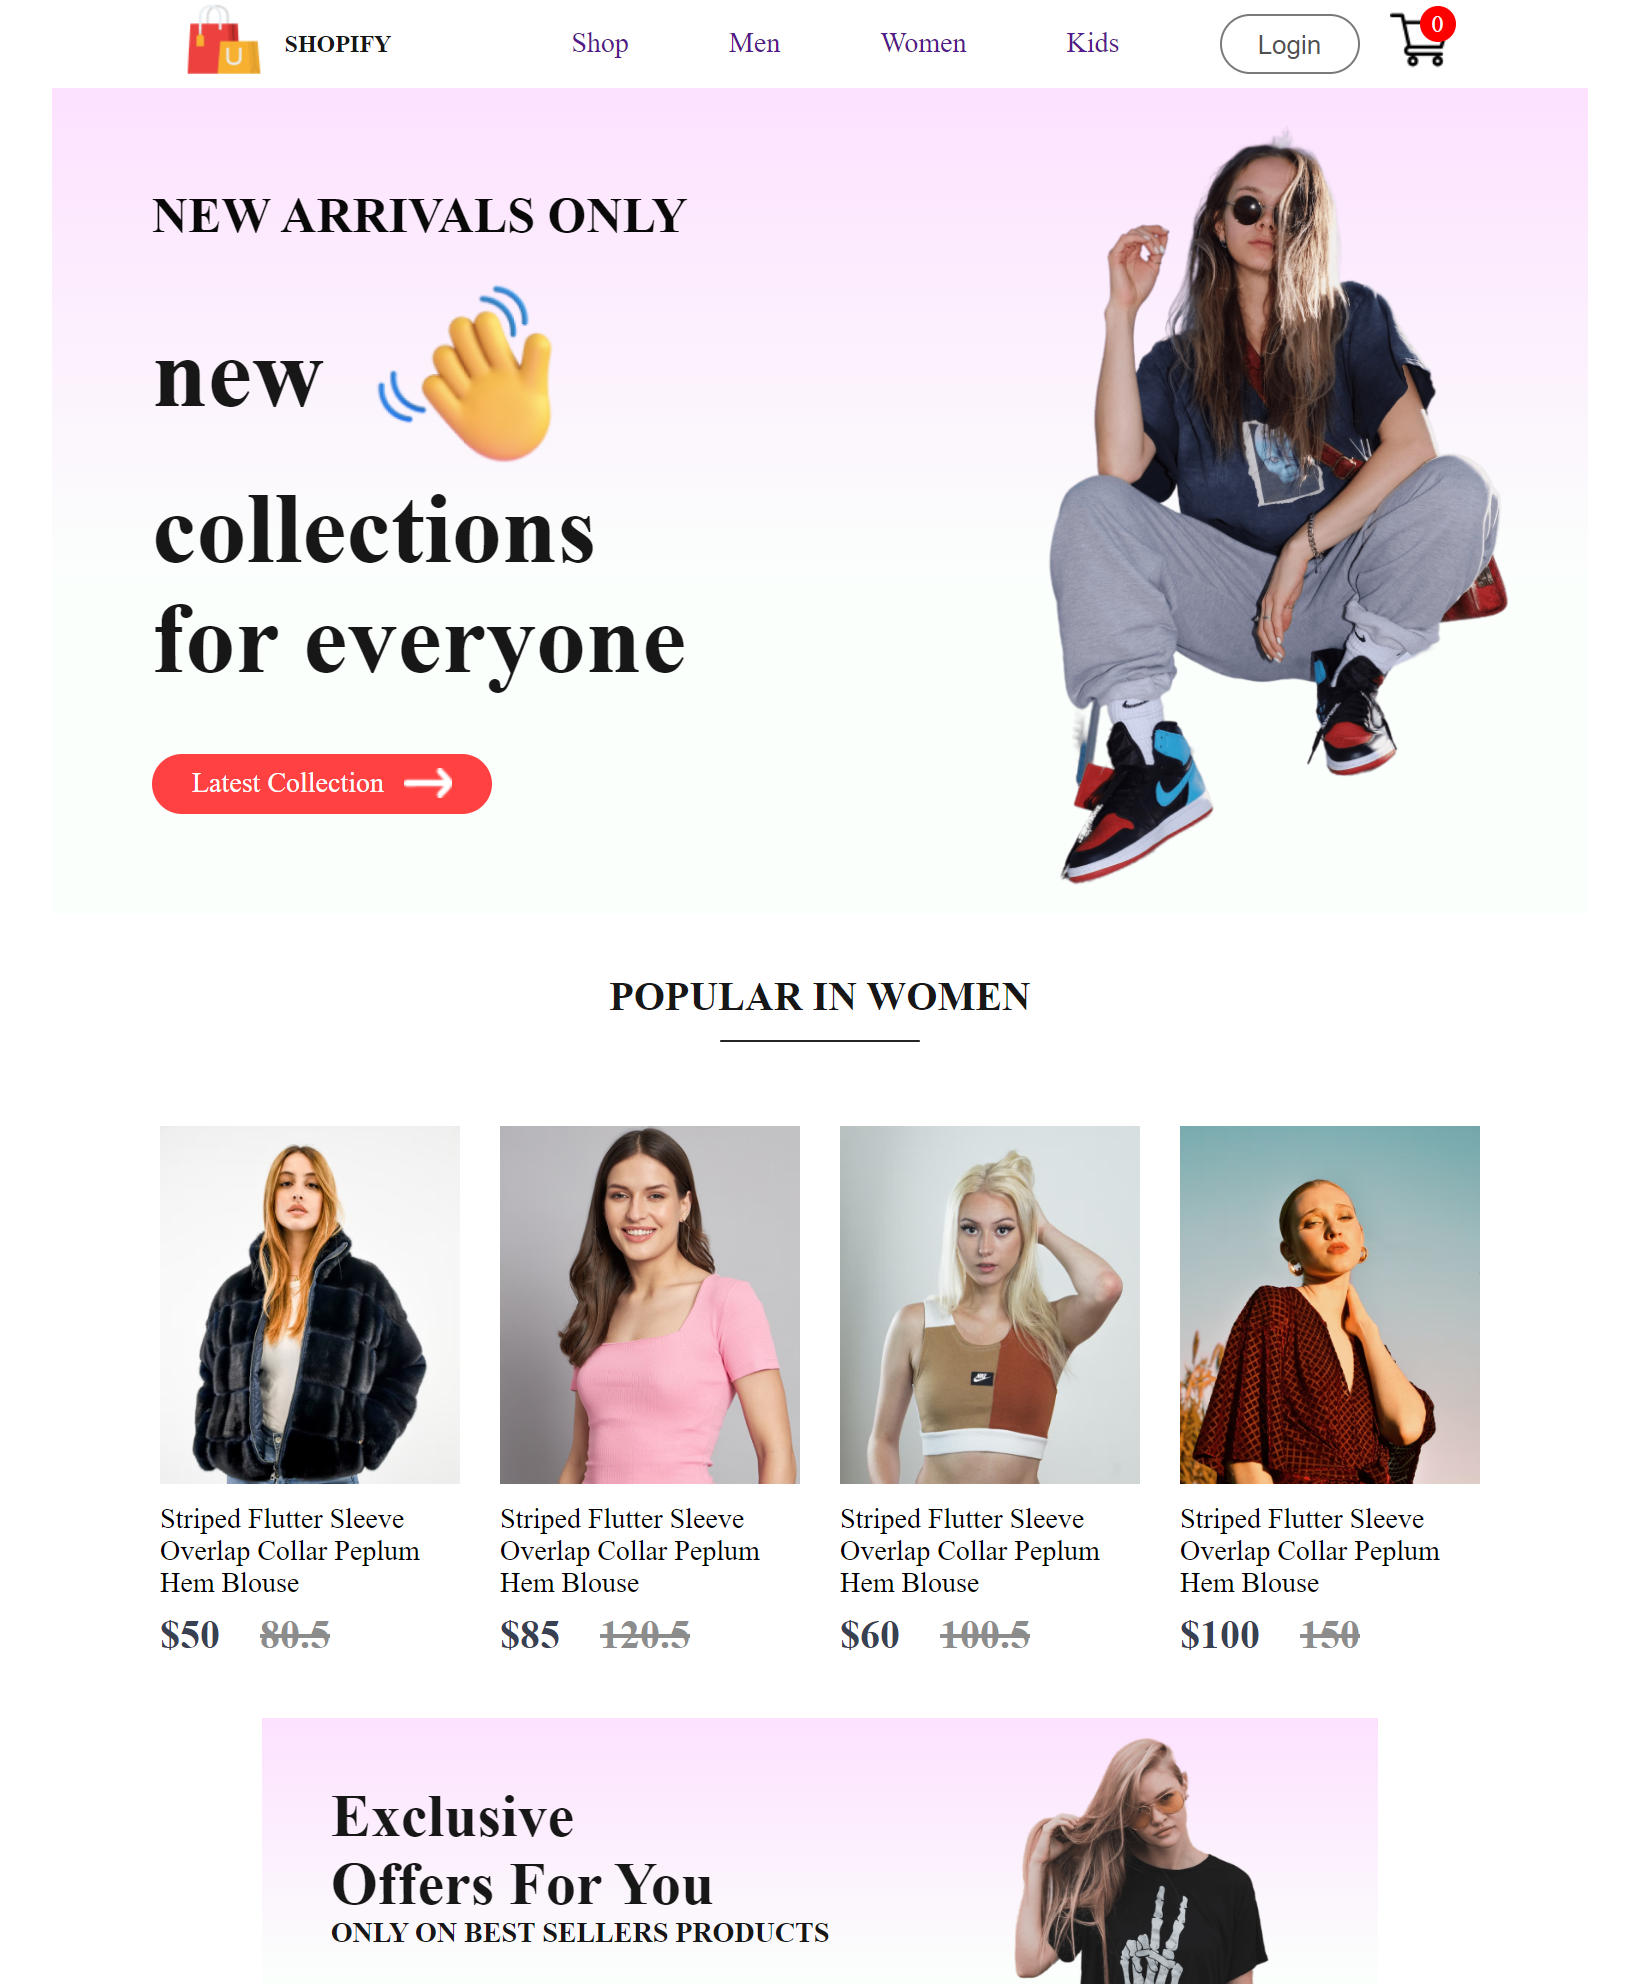 SHOPIFY
Shop
Men
Women
Kids
Login
0
NEW ARRIVALS ONLY
new
collections
for everyone
Latest Collection
POPULAR IN WOMEN
Striped Flutter Sleeve
Overlap Collar Peplum
Hem Blouse
$50 80.5
Striped Flutter Sleeve
Overlap Collar Peplum
Hem Blouse
$85 120.5
Striped Flutter Sleeve
Overlap Collar Peplum
Hem Blouse
$60 100.5
Striped Flutter Sleeve
Overlap Collar Peplum
Hem Blouse
$100 150
Exclusive
Offers For You
ONLY ON BEST SELLERS PRODUCTS